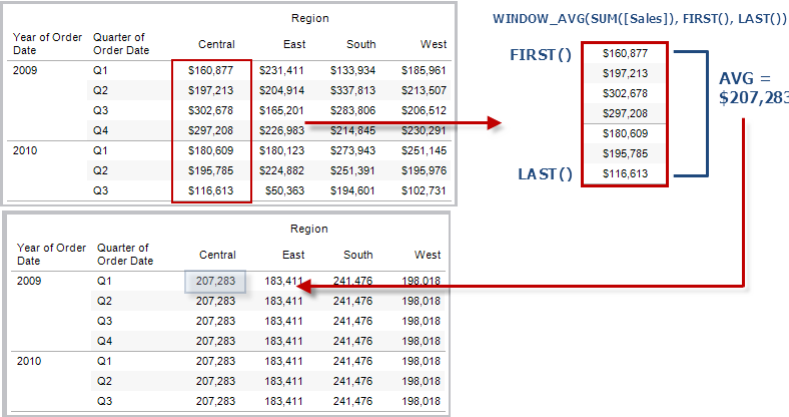 Region
Year of Order Date Quarter of Order Date Central East South West
2009 Q1 $160,877 $231,411 $133,934 $185,961
Q2 $197,213 $204,914 $337,813 $213,507
Q3 $302,678 $165,201 $283,806 $206,512
Q4 $297,208 $226,983 $214,845 $230,291
2010 Q1 $180,609 $180,123 $273,943 $251,145
Q2 $195,785 $224,882 $251,391 $195,976
Q3 $116,613 $50,363 $194,601 $102,731
WINDOW_AVG(SUM([Sales]), FIRST(), LAST())
FIRST() $160,877
$197,213
$302,678
$297,208
$180,609
$195,785
LAST() $116,613
AVG =
$207,283
Region
Year of Order Date Quarter of Order Date Central East South West
2009 Q1 207,283 183,411 241,476 198,018
Q2 207,283 183,411 241,476 198,018
Q3 207,283 183,411 241,476 198,018
Q4 207,283 183,411 241,476 198,018
2010 Q1 207,283 183,411 241,476 198,018
Q2 207,283 183,411 241,476 198,018
Q3 207,283 183,411 241,476 198,018